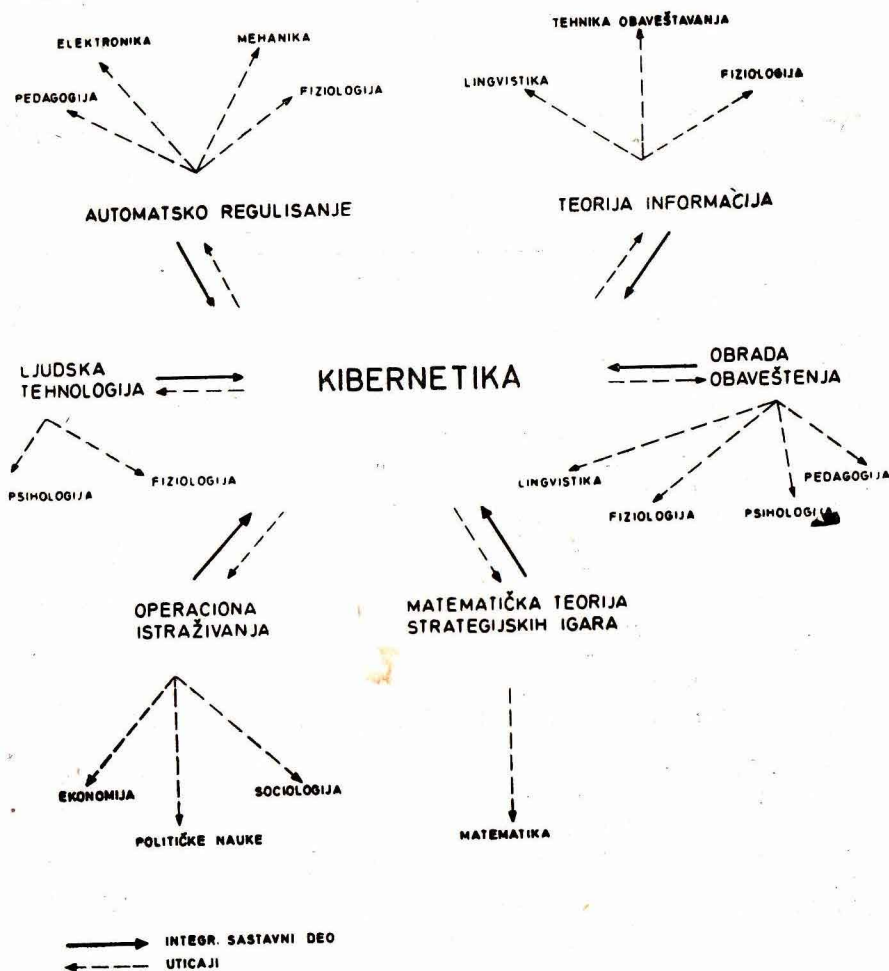 ELEKTRONIKA
MEHANIKA
PEDAGOGIJA
FIZIOLOGIJA
AUTOMATSKO REGULISANJE
TEHNIKA OBAVEŠTAVANJA
LINGVISTIKA
FIZIOLOGIJA
TEORIJA INFORMACIJA
LJUDSKA
TEHNOLOGIJA
KIBERNETIKA
OBRADA
OBAVEŠTENJA
PSIHOLOGIJA
FIZIOLOGIJA
LINGVISTIKA
FIZIOLOGIJA
PSIHOLOGIJA
PEDAGOGIJA
OPERACIONA
ISTRAŽIVANJA
MATEMATIČKA TEORIJA
STRATEGIJSKIH IGARA
EKONOMIJA
POLITIČKE NAUKE
SOCIOLOGIJA
MATEMATIKA
INTEGR. SASTAVNI DEO
UTICAJI